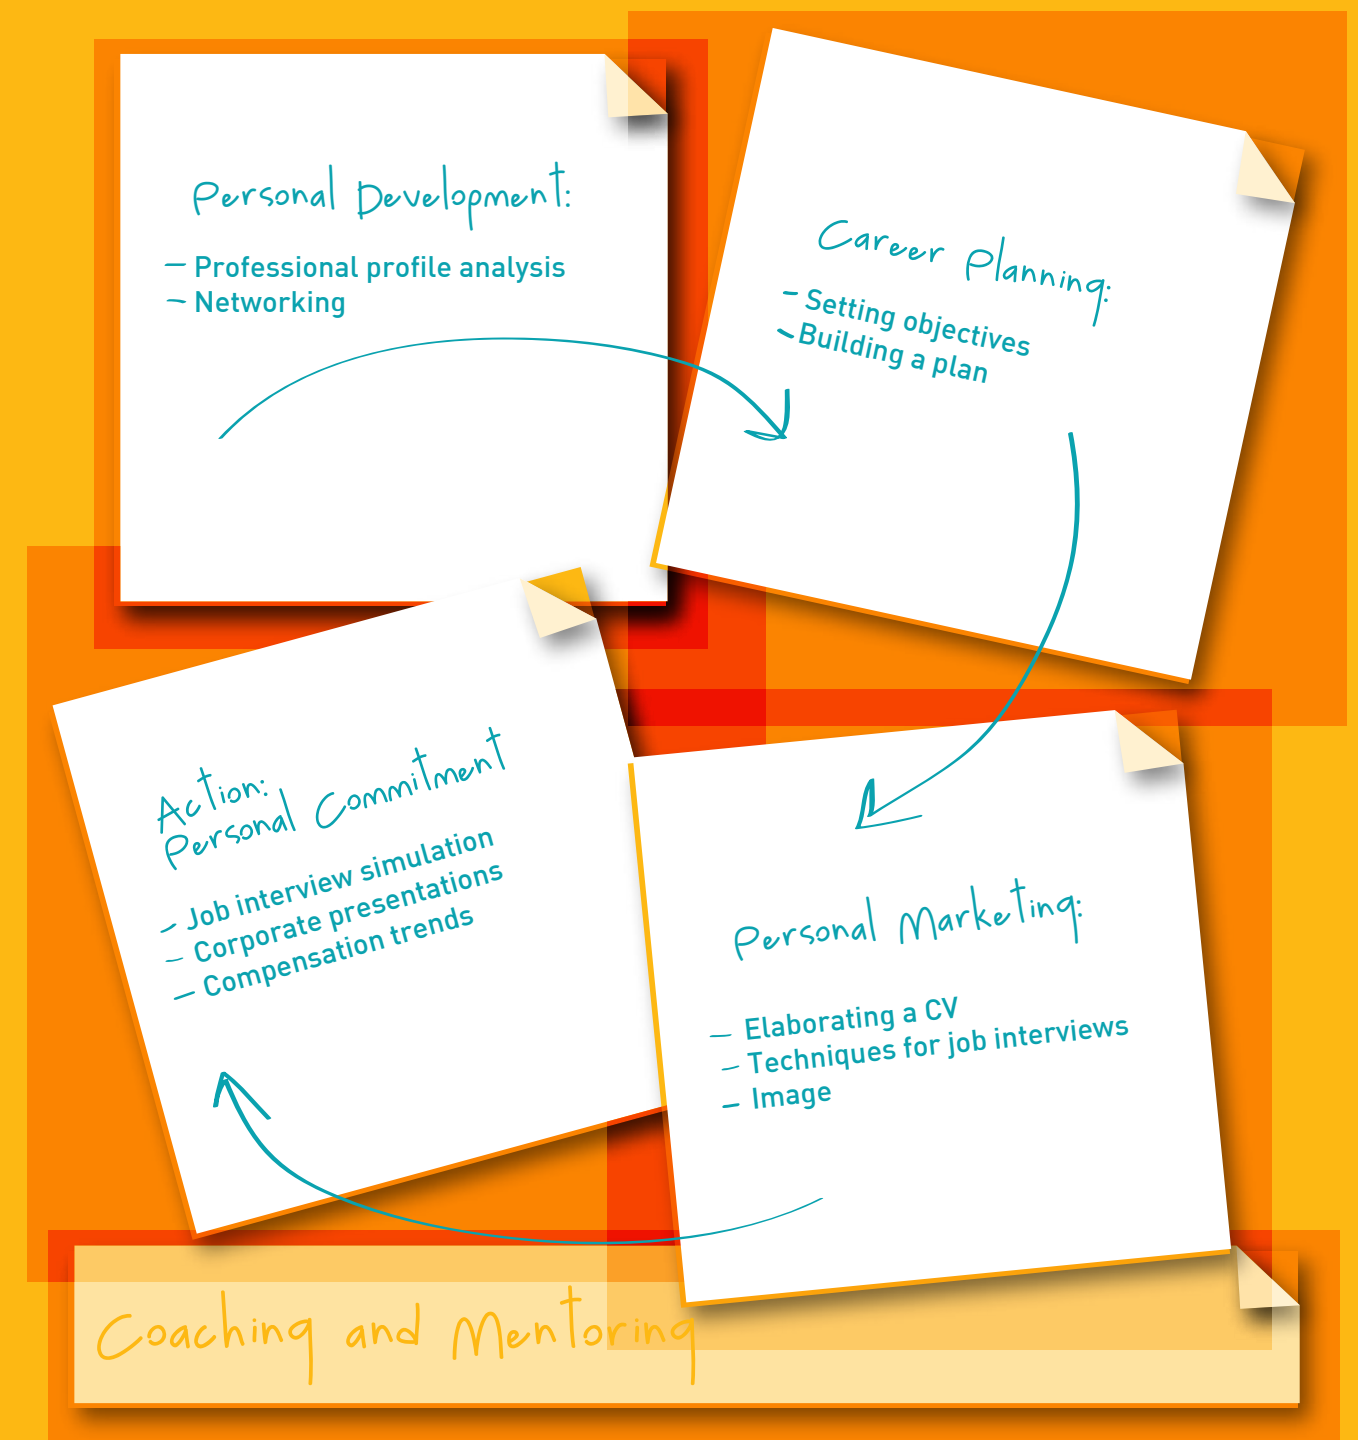 Personal Development:
– Professional profile analysis
– Networking
Career Planning:
– Setting objectives
– Building a plan
Personal Marketing:
– Elaborating a CV
– Techniques for job interviews
– Image
Action:
Personal Commitment
– Job interview simulation
– Corporate presentations
– Compensation trends
Coaching and Mentoring